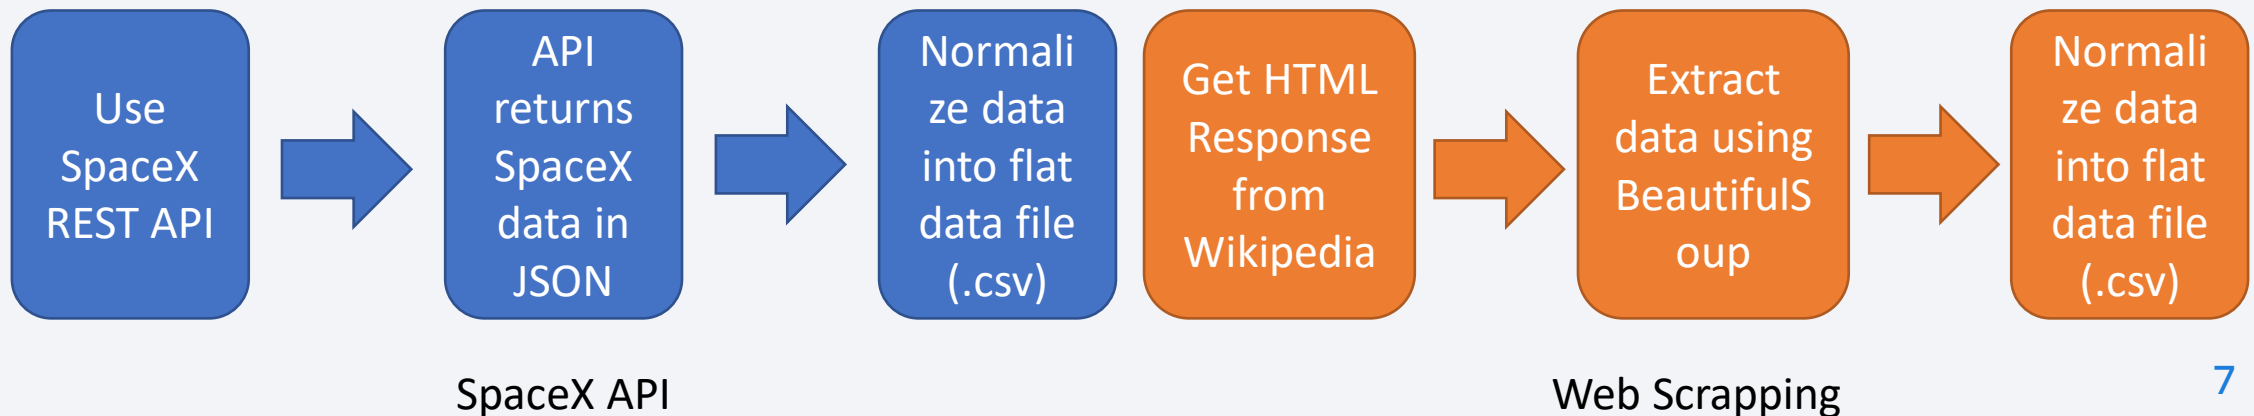 Use
SpaceX
REST API
API
returns
SpaceX
data in
JSON
Normali
ze data
into flat
data file
(.csv)
Get HTML
Response
from
Wikipedia
Extract
data using
BeautifulS
oup
Normali
ze data
into flat
data file
(.csv)
SpaceX API
Web Scrapping
7